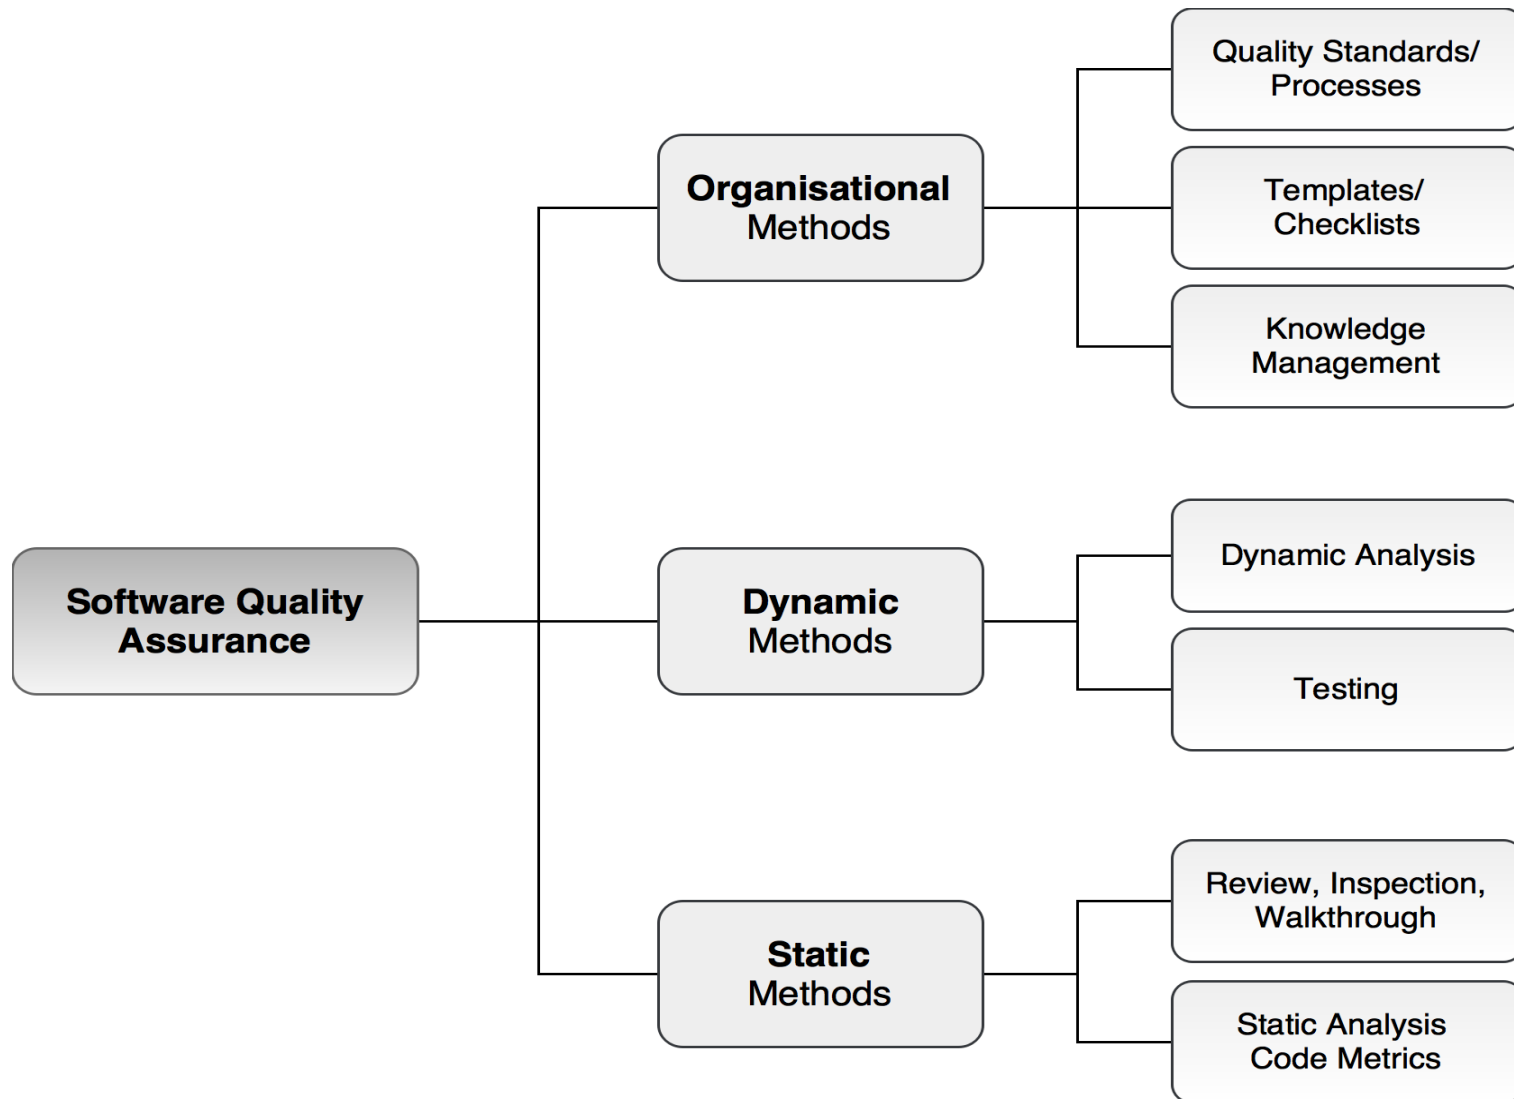 Quality Standards/
Processes
Organisational
Methods
Templates/
Checklists
Knowledge
Management
Software Quality
Assurance
Dynamic
Methods
Dynamic Analysis
Testing
Static
Methods
Review, Inspection,
Walkthrough
Static Analysis
Code Metrics